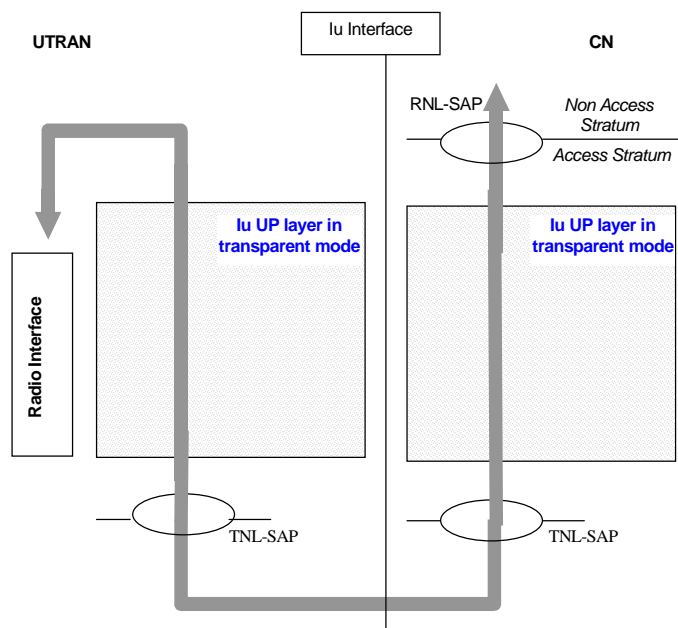 Iu Interface
UTRAN
CN
RNL-SAP
Non Access
Stratum
Access Stratum
Iu UP layer in
transparent mode
Iu UP layer in
transparent mode
Radio Interface
TNL-SAP
TNL-SAP